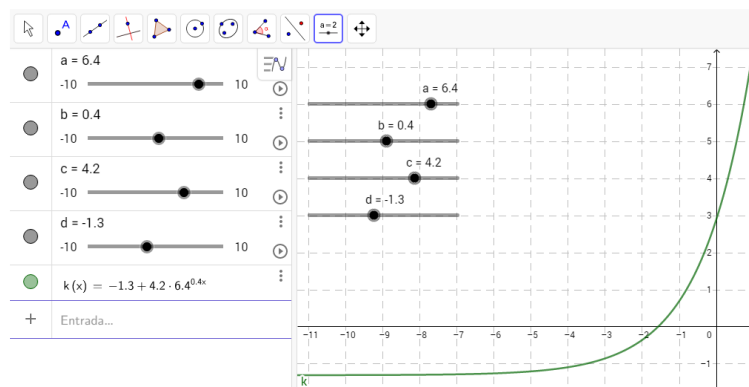 A
a=2
a = 6.4
-10
10
b = 0.4
-10
10
c = 4.2
-10
10
d = -1.3
-10
10
k(x) = −1.3 + 4.2 · 6.4^0.4x
+ Entrada...
a = 6.4
b = 0.4
c = 4.2
d = -1.3
7
6
5
4
3
2
1
−11 −10 −9 −8 −7 −6 −5 −4 −3 −2 −1 0
−1
k